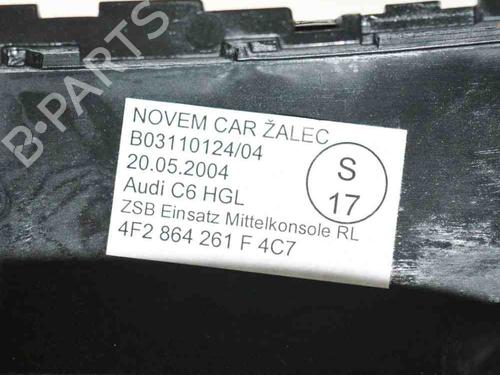 B-PARTS
NOVEM CAR ŽALEC
B03110124/04
20.05.2004
Audi C6 HGL
ZSB Einsatz Mittelkonsole RL
4F2 864 261 F 4C7
S
17